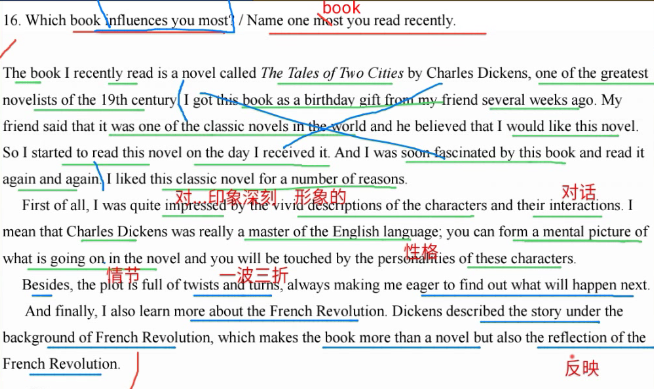 book
16. Which book influences you most? / Name one most you read recently.
The book I recently read is a novel called The Tales of Two Cities by Charles Dickens, one of the greatest
novelists of the 19th century. I got this book as a birthday gift from my friend several weeks ago. My
friend said that it was one of the classic novels in the world and he believed that I would like this novel.
So I started to read this novel on the day I received it. And I was soon fascinated by this book and read it
again and again. I liked this classic novel for a number of reasons.
对...印象深刻 形象的 对话
First of all, I was quite impressed by the vivid descriptions of the characters and their interactions. I
mean that Charles Dickens was really a master of the English language; you can form a mental picture of
what is going on in the novel and you will be touched by the personalities of these characters.
性格
情节 一波三折
Besides, the plot is full of twists and turns, always making me eager to find out what will happen next.
And finally, I also learn more about the French Revolution. Dickens described the story under the
background of French Revolution, which makes the book more than a novel but also the reflection of the
French Revolution.
反映